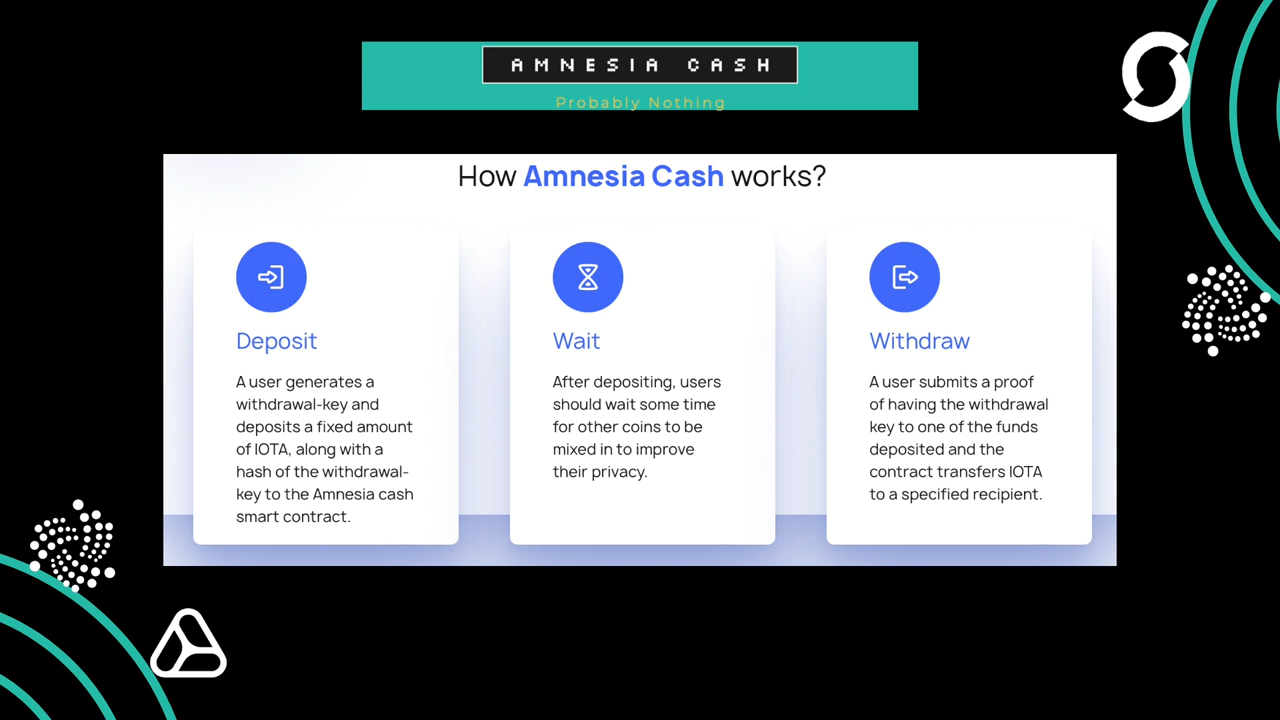 AMNESIA CASH
Probably Nothing
How Amnesia Cash works?
Deposit
A user generates a
withdrawal-key and
deposits a fixed amount
of IOTA, along with a
hash of the withdrawal-
key to the Amnesia cash
smart contract.
Wait
After depositing, users
should wait some time
for other coins to be
mixed in to improve
their privacy.
Withdraw
A user submits a proof
of having the withdrawal
key to one of the funds
deposited and the
contract transfers IOTA
to a specified recipient.